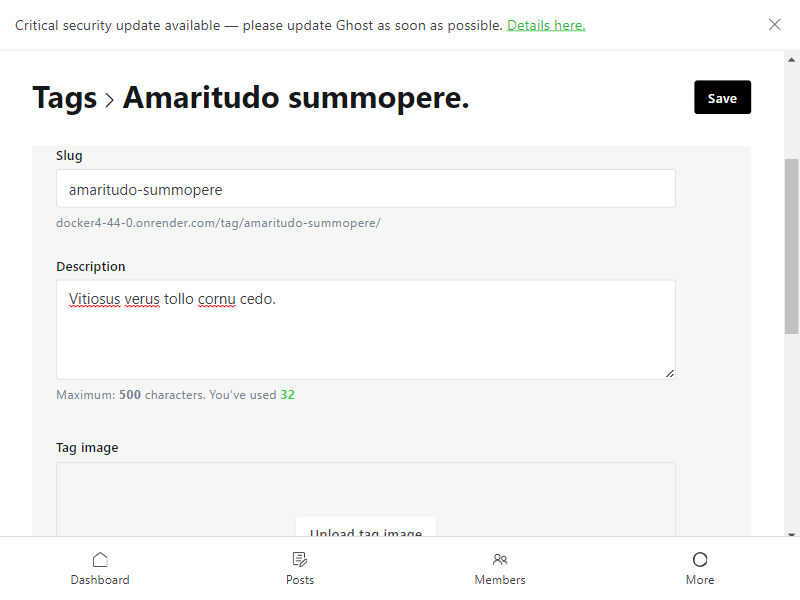 Critical security update available — please update Ghost as soon as possible. Details here.
Tags > Amaritudo summopere.
Save
Slug
amaritudo-summopere
docker4-44-0.onrender.com/tag/amaritudo-summopere/
Description
Vitiosus verus tollo cornu cedo.
Maximum: 500 characters. You've used 32
Tag image
Upload tag image
Dashboard
Posts
Members
More